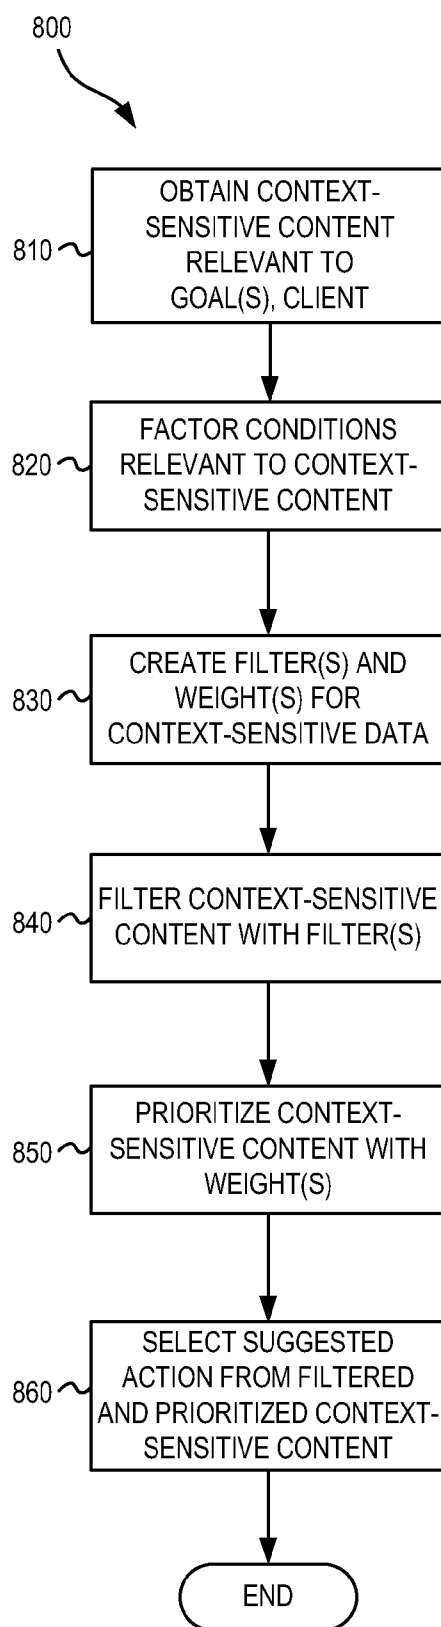 800
810
OBTAIN CONTEXT-
SENSITIVE CONTENT
RELEVANT TO
GOAL(S), CLIENT
820
FACTOR CONDITIONS
RELEVANT TO CONTEXT-
SENSITIVE CONTENT
830
CREATE FILTER(S) AND
WEIGHT(S) FOR
CONTEXT-SENSITIVE DATA
840
FILTER CONTEXT-SENSITIVE
CONTENT WITH FILTER(S)
850
PRIORITIZE CONTEXT-
SENSITIVE CONTENT WITH
WEIGHT(S)
860
SELECT SUGGESTED
ACTION FROM FILTERED
AND PRIORITIZED CONTEXT-
SENSITIVE CONTENT
END